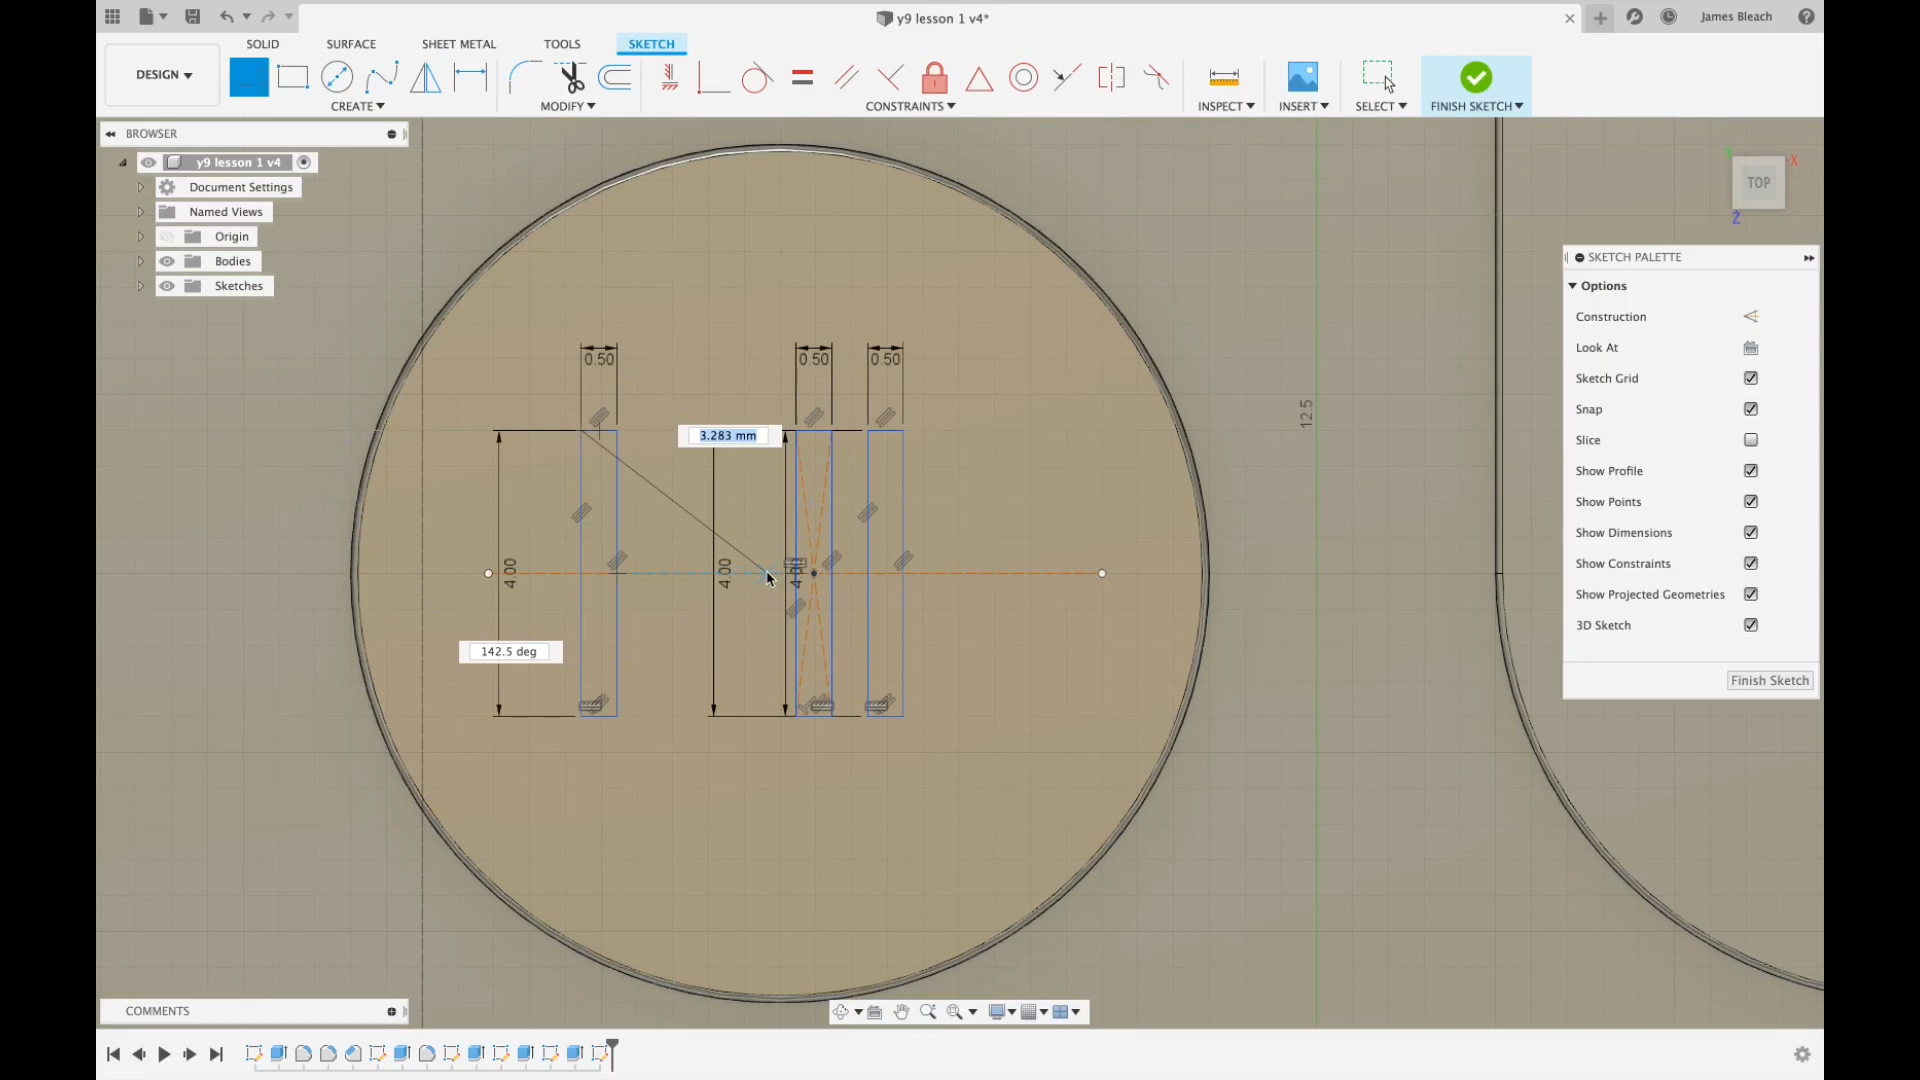 y9 lesson 1 v4*
James Bleach
SOLID
SURFACE
SHEET METAL
TOOLS
SKETCH
DESIGN
CREATE
MODIFY
CONSTRAINTS
INSPECT
INSERT
SELECT
FINISH SKETCH
BROWSER
y9 lesson 1 v4
Document Settings
Named Views
Origin
Bodies
Sketches
TOP
X
Z
SKETCH PALETTE
Options
Construction
Look At
Sketch Grid
Snap
Slice
Show Profile
Show Points
Show Dimensions
Show Constraints
Show Projected Geometries
3D Sketch
Finish Sketch
0.50
0.50
0.50
3.283 mm
12.5
4.00
4.00
142.5 deg
COMMENTS